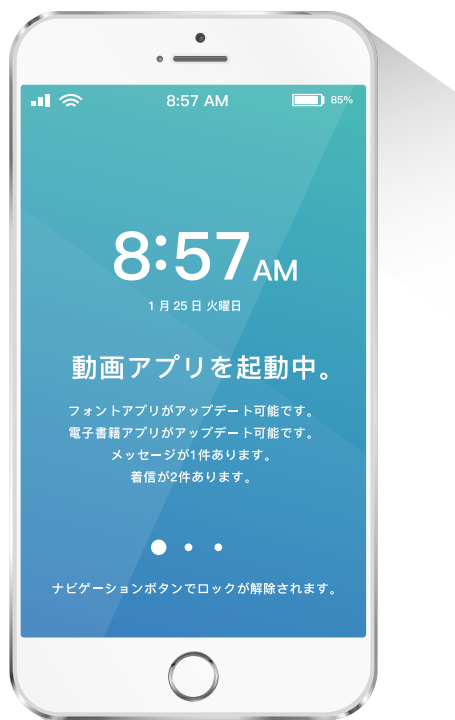 8:57 AM 85%
8:57 AM
1月25日 火曜日
動画アプリを起動中。
フォントアプリがアップデート可能です。
電子書籍アプリがアップデート可能です。
メッセージが1件あります。
着信が2件あります。
ナビゲーションボタンでロックが解除されます。